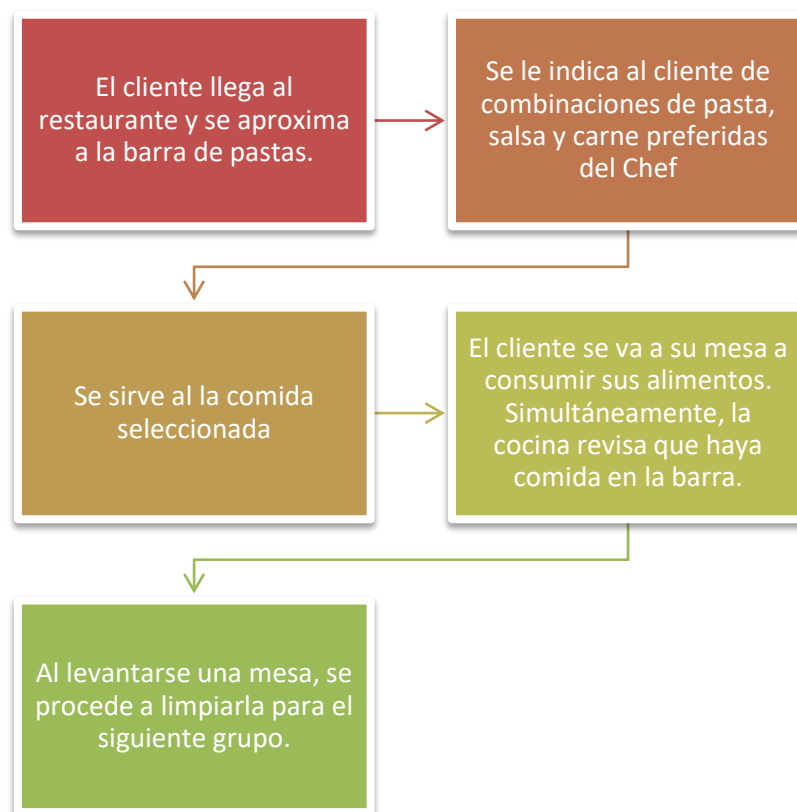 El cliente llega al
restaurante y se aproxima
a la barra de pastas.
Se le indica al cliente de
combinaciones de pasta,
salsa y carne preferidas
del Chef
Se sirve al la comida
seleccionada
El cliente se va a su mesa a
consumir sus alimentos.
Simultáneamente, la
cocina revisa que haya
comida en la barra.
Al levantarse una mesa, se
procede a limpiarla para el
siguiente grupo.